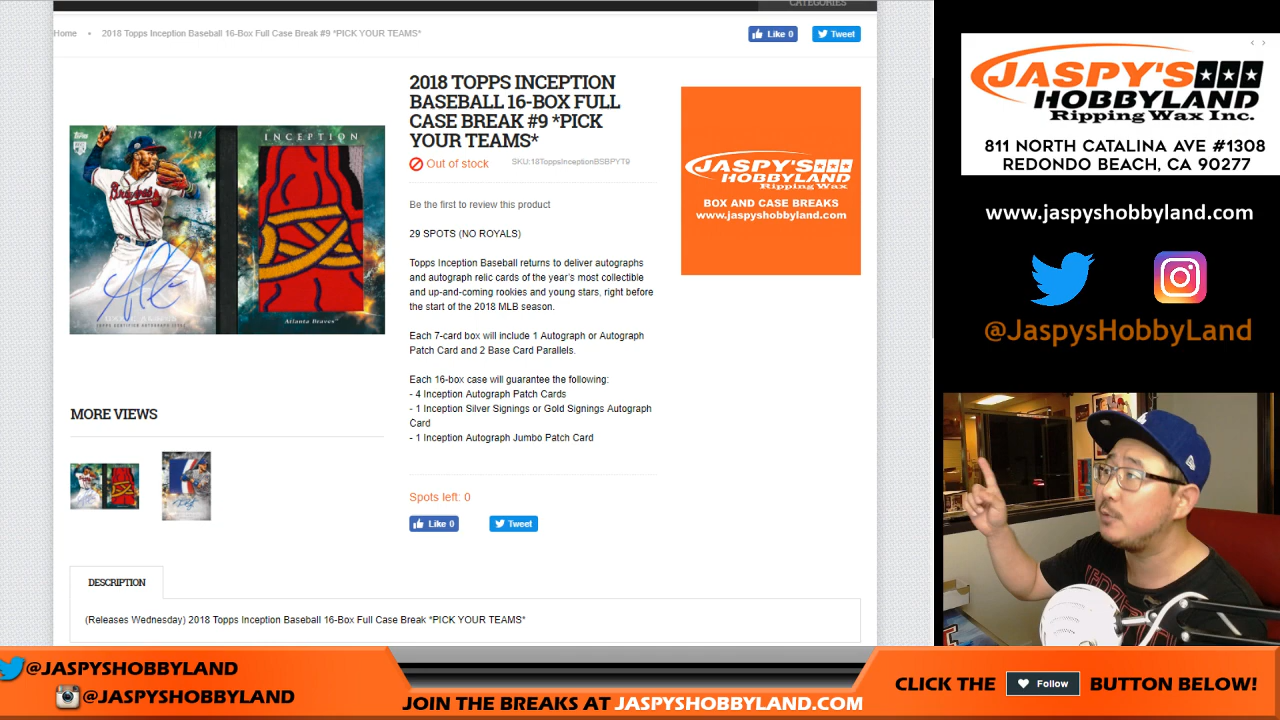 CATEGORIES
Home • 2018 Topps Inception Baseball 16-Box Full Case Break #9 *PICK YOUR TEAMS*
Like 0
Tweet
2018 TOPPS INCEPTION
BASEBALL 16-BOX FULL
CASE BREAK #9 *PICK
YOUR TEAMS*
Out of stock
SKU:18ToppsInceptionBSBPYT9
Be the first to review this product
29 SPOTS (NO ROYALS)
Topps Inception Baseball returns to deliver autographs
and autograph relic cards of the year's most collectible
and up-and-coming rookies and young stars, right before
the start of the 2018 MLB season.
Each 7-card box will include 1 Autograph or Autograph
Patch Card and 2 Base Card Parallels.
Each 16-box case will guarantee the following:
- 4 Inception Autograph Patch Cards
- 1 Inception Silver Signings or Gold Signings Autograph
Card
- 1 Inception Autograph Jumbo Patch Card
Spots left: 0
Like 0
Tweet
Topps
1/2
INCEPTION
Braves
Atlanta Braves
MORE VIEWS
DESCRIPTION
(Releases Wednesday) 2018 Topps Inception Baseball 16-Box Full Case Break *PICK YOUR TEAMS*
JASPY'S
HOBBYLAND
Ripping Wax
BOX AND CASE BREAKS
www.jaspyshobbyland.com
JASPY'S
HOBBYLAND
Ripping Wax Inc.
811 NORTH CATALINA AVE #1308
REDONDO BEACH, CA 90277
www.jaspyshobbyland.com
@JaspysHobbyLand
@JASPYSHOBBYLAND
@JASPYSHOBBYLAND
JOIN THE BREAKS AT JASPYSHOBBYLAND.COM
CLICK THE Follow BUTTON BELOW!